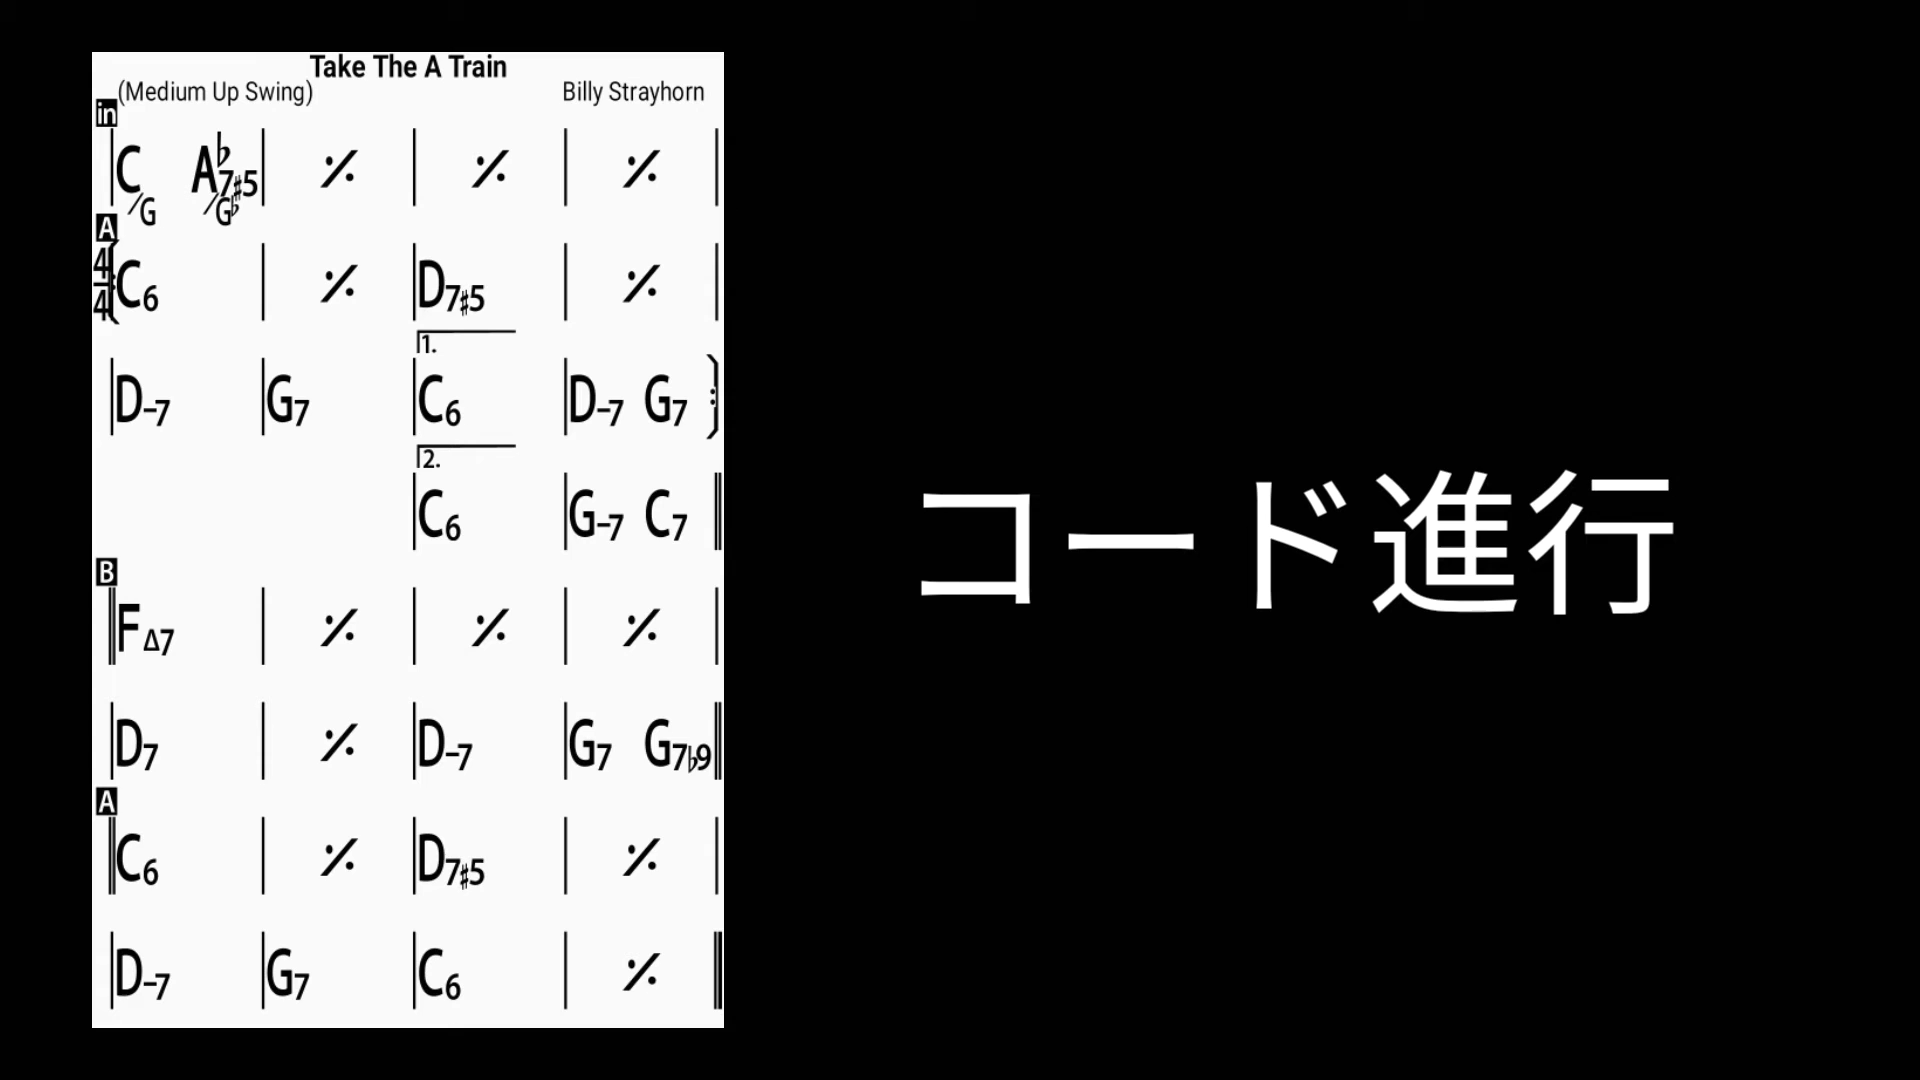 Take The A Train
(Medium Up Swing) Billy Strayhorn
in
C/G A♭7♯5/G♭ 𝄎 𝄎 𝄎
A
4/4 C6 𝄎 D7♯5 𝄎
1.
D-7 G7 C6 D-7 G7
2.
C6 G-7 C7
B
FΔ7 𝄎 𝄎 𝄎
D7 𝄎 D-7 G7 G7♭9
A
C6 𝄎 D7♯5 𝄎
D-7 G7 C6 𝄎
コード進行